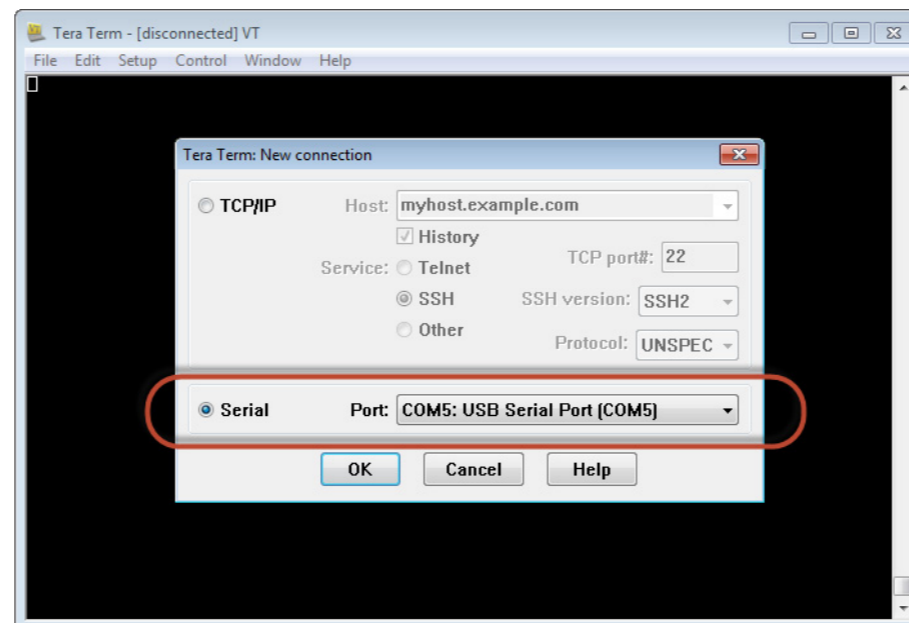 Tera Term - [disconnected] VT
File Edit Setup Control Window Help
Tera Term: New connection
TCP/IP Host: myhost.example.com
History
Service: Telnet TCP port#: 22
SSH SSH version: SSH2
Other Protocol: UNSPEC
Serial Port: COM5: USB Serial Port (COM5)
OK Cancel Help